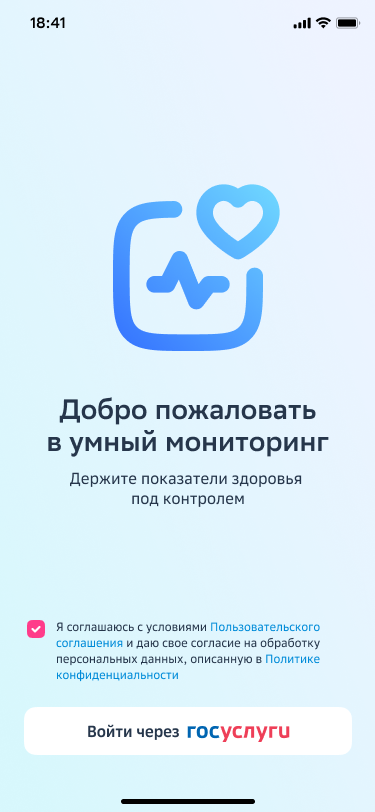 18:41
Добро пожаловать
в умный мониторинг
Держите показатели здоровья
под контролем
Я соглашаюсь с условиями Пользовательского
соглашения и даю свое согласие на обработку
персональных данных, описанную в Политике
конфиденциальности
Войти через госуслуги